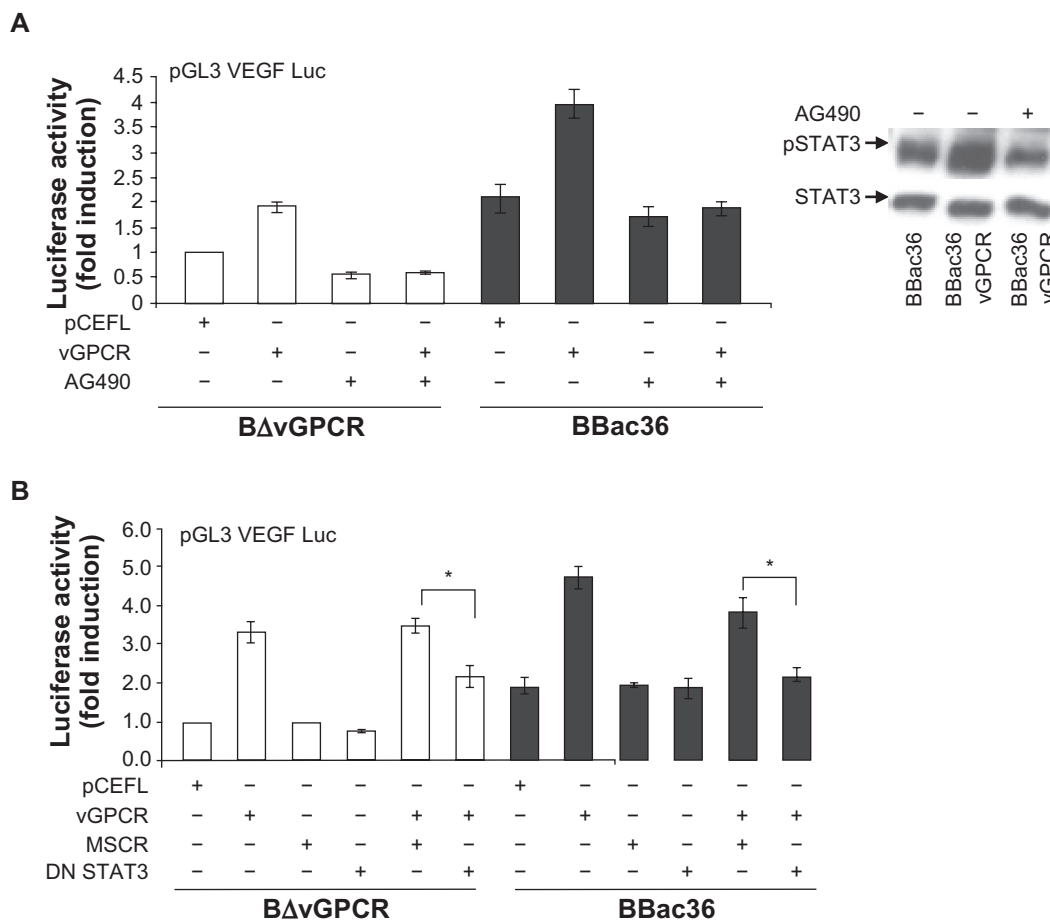 A
pGL3 VEGF Luc
Luciferase activity
(fold induction)
4.5
4
3.5
3
2.5
2
1.5
1
0.5
0
pCEFL + − − − + − − −
vGPCR − + − + − + − +
AG490 − − + + − − + +
BΔvGPCR BBac36
AG490 − − +
pSTAT3
STAT3
BBac36
BBac36
vGPCR
BBac36
vGPCR
B
pGL3 VEGF Luc
Luciferase activity
(fold induction)
6.0
5.0
4.0
3.0
2.0
1.0
0.0
* *
pCEFL + − − − − − + − − − − −
vGPCR − + − − + + − + − − + +
MSCR − − + − + − − − + − + −
DN STAT3 − − − + − + − − − + − +
BΔvGPCR BBac36